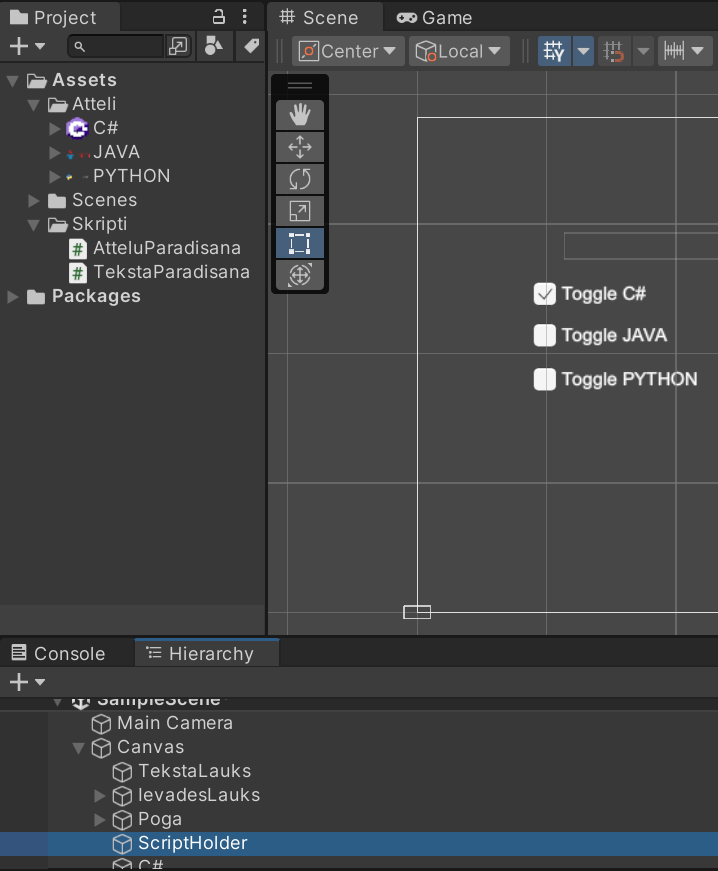 Project
Assets
Atteli
C#
JAVA
PYTHON
Scenes
Skripti
AtteluParadisana
TekstaParadisana
Packages
Scene
Game
Center
Local
Toggle C#
Toggle JAVA
Toggle PYTHON
Console
Hierarchy
SampleScene*
Main Camera
Canvas
TekstaLauks
IevadesLauks
Poga
ScriptHolder
C#